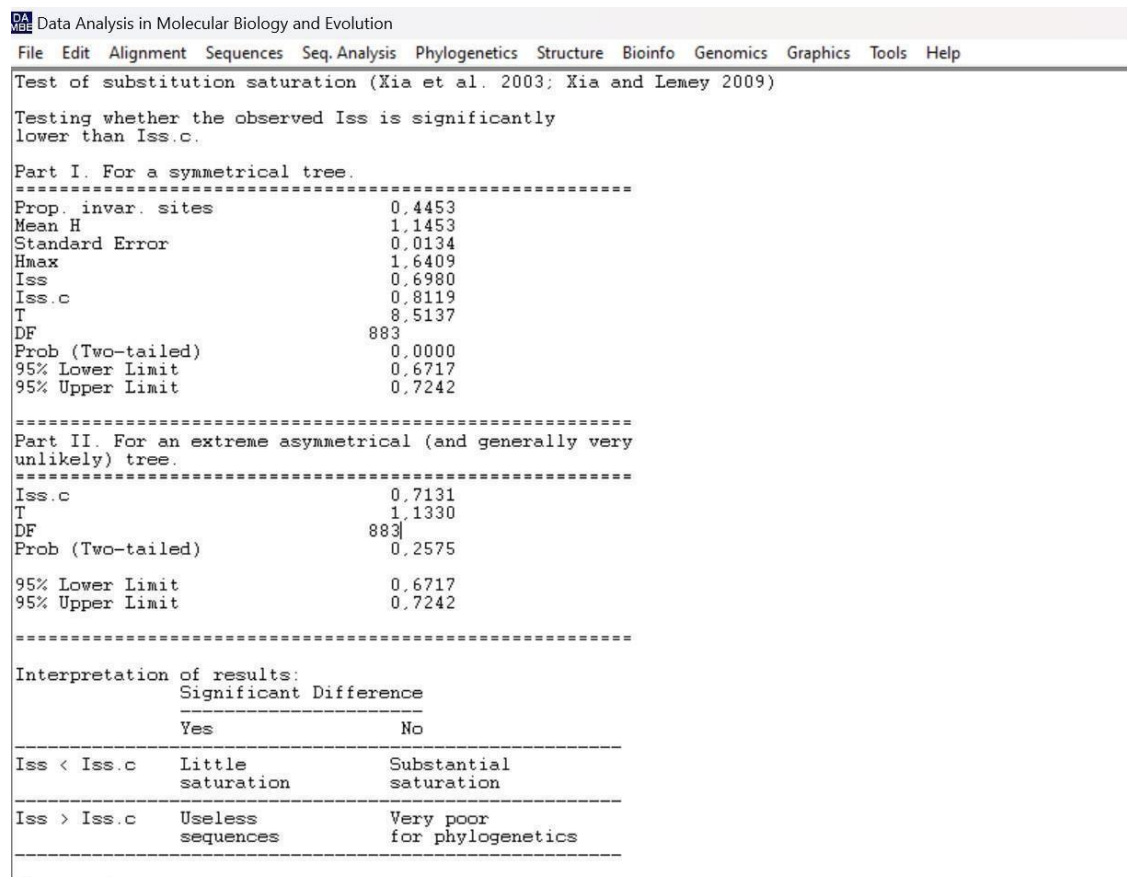 DA MBE Data Analysis in Molecular Biology and Evolution
File Edit Alignment Sequences Seq. Analysis Phylogenetics Structure Bioinfo Genomics Graphics Tools Help
Test of substitution saturation (Xia et al. 2003; Xia and Lemey 2009)
Testing whether the observed Iss is significantly
lower than Iss.c.
Part I. For a symmetrical tree.
========================================================
Prop. invar. sites 0,4453
Mean H 1,1453
Standard Error 0,0134
Hmax 1,6409
Iss 0,6980
Iss.c 0,8119
T 8,5137
DF 883
Prob (Two-tailed) 0,0000
95% Lower Limit 0,6717
95% Upper Limit 0,7242
========================================================
Part II. For an extreme asymmetrical (and generally very
unlikely) tree.
========================================================
Iss.c 0,7131
T 1,1330
DF 883
Prob (Two-tailed) 0,2575
95% Lower Limit 0,6717
95% Upper Limit 0,7242
========================================================
Interpretation of results:
Significant Difference
----------------------
Yes No
-------------------------------------------------------
Iss < Iss.c Little Substantial
saturation saturation
-------------------------------------------------------
Iss > Iss.c Useless Very poor
sequences for phylogenetics
-------------------------------------------------------